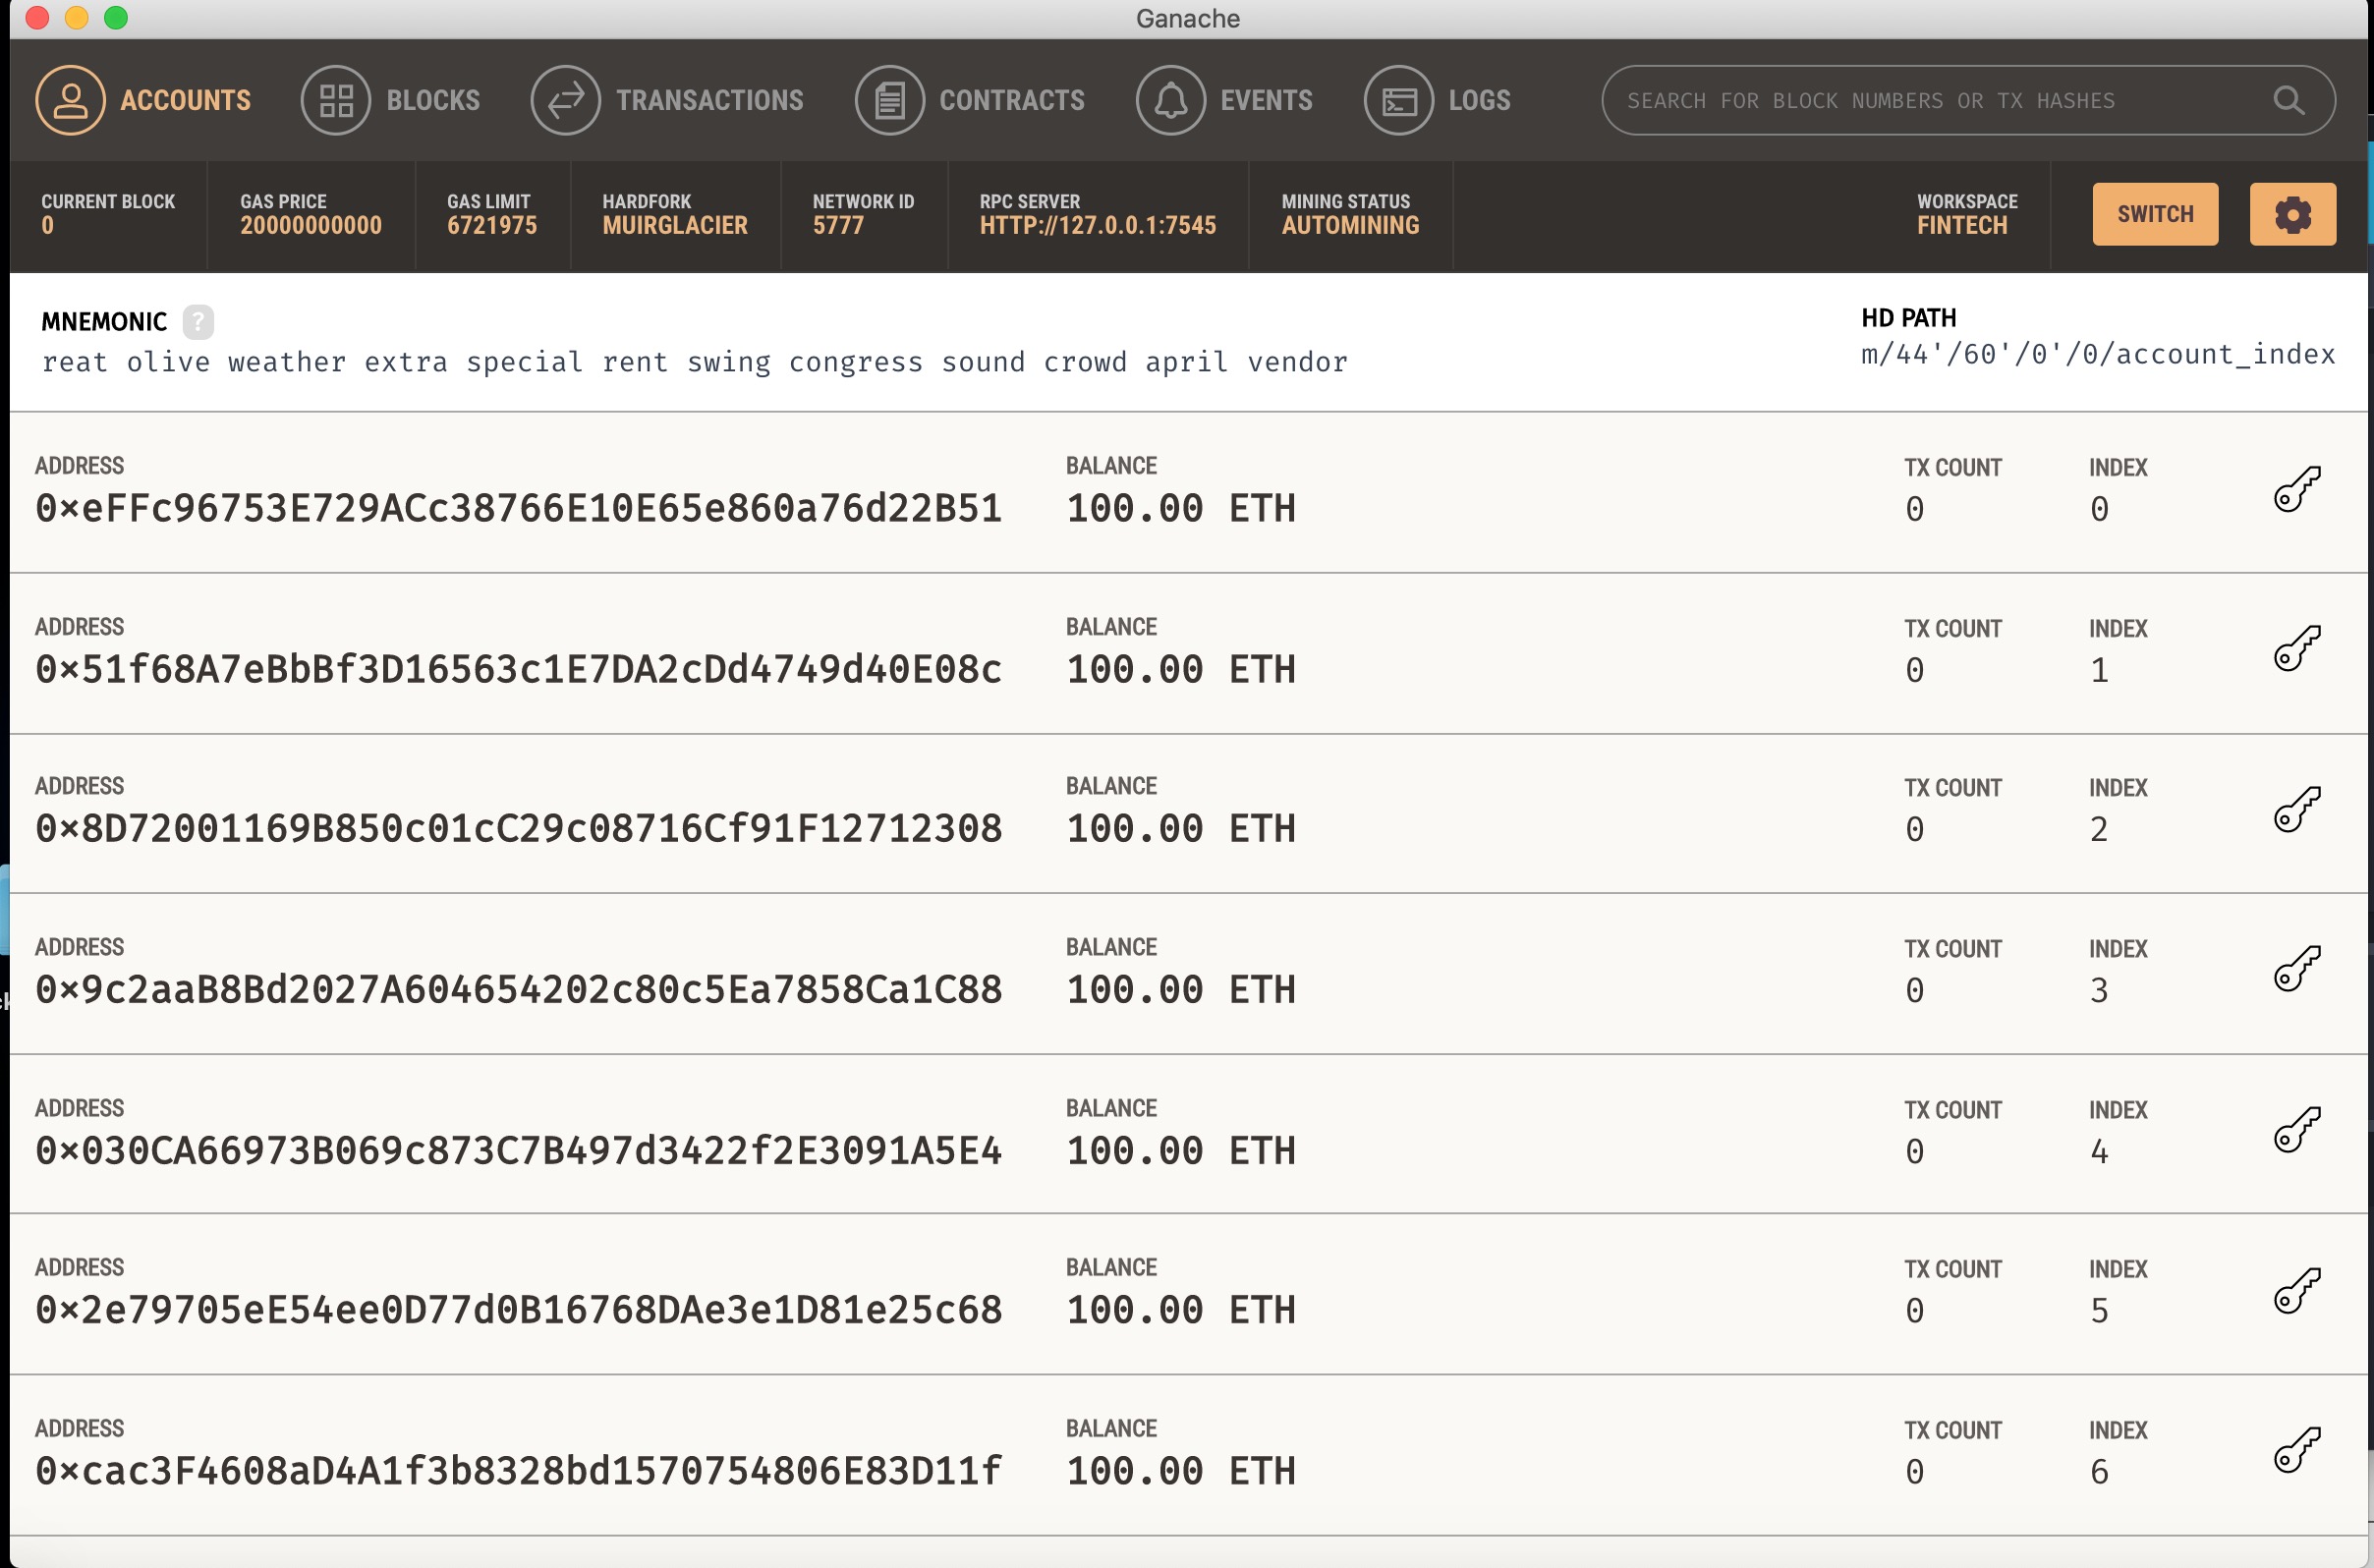 Ganache
ACCOUNTS BLOCKS TRANSACTIONS CONTRACTS EVENTS LOGS SEARCH FOR BLOCK NUMBERS OR TX HASHES
CURRENT BLOCK GAS PRICE GAS LIMIT HARDFORK NETWORK ID RPC SERVER MINING STATUS WORKSPACE
0 20000000000 6721975 MUIRGLACIER 5777 HTTP://127.0.0.1:7545 AUTOMINING FINTECH SWITCH
MNEMONIC ? HD PATH
reat olive weather extra special rent swing congress sound crowd april vendor m/44'/60'/0'/0/account_index
ADDRESS BALANCE TX COUNT INDEX
0×eFFc96753E729ACc38766E10E65e860a76d22B51 100.00 ETH 0 0
ADDRESS BALANCE TX COUNT INDEX
0×51f68A7eBbBf3D16563c1E7DA2cDd4749d40E08c 100.00 ETH 0 1
ADDRESS BALANCE TX COUNT INDEX
0×8D72001169B850c01cC29c08716Cf91F12712308 100.00 ETH 0 2
ADDRESS BALANCE TX COUNT INDEX
0×9c2aaB8Bd2027A604654202c80c5Ea7858Ca1C88 100.00 ETH 0 3
ADDRESS BALANCE TX COUNT INDEX
0×030CA66973B069c873C7B497d3422f2E3091A5E4 100.00 ETH 0 4
ADDRESS BALANCE TX COUNT INDEX
0×2e79705eE54ee0D77d0B16768DAe3e1D81e25c68 100.00 ETH 0 5
ADDRESS BALANCE TX COUNT INDEX
0×cac3F4608aD4A1f3b8328bd1570754806E83D11f 100.00 ETH 0 6